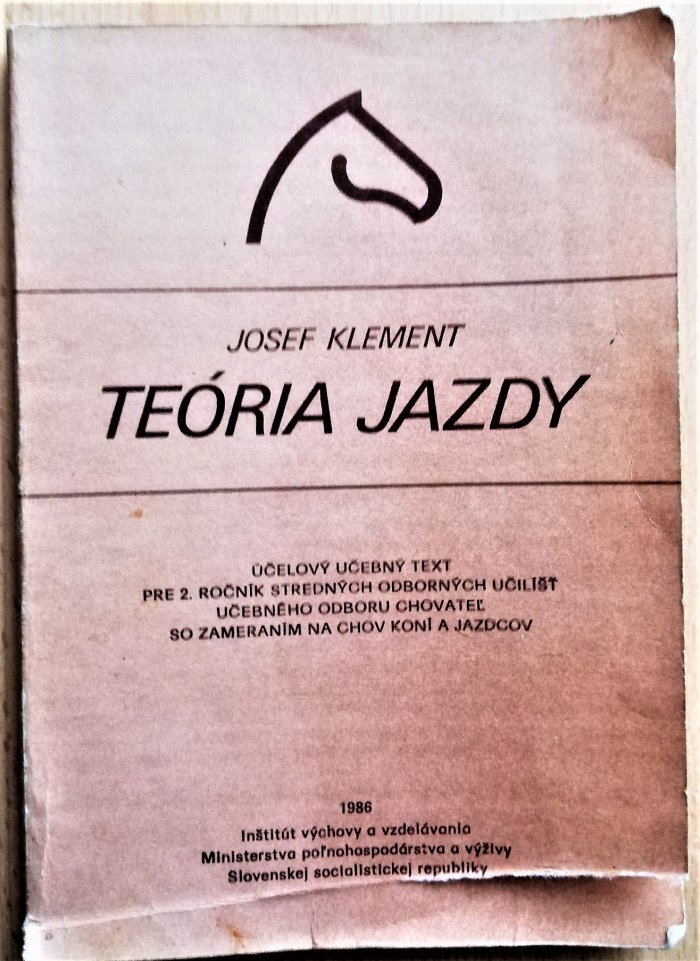 JOSEF KLEMENT
TEÓRIA JAZDY
ÚČELOVÝ UČEBNÝ TEXT
PRE 2. ROČNÍK STREDNÝCH ODBORNÝCH UČILÍŠŤ
UČEBNÉHO ODBORU CHOVATEĽ
SO ZAMERANÍM NA CHOV KONÍ A JAZDCOV
1986
Inštitút výchovy a vzdelávania
Ministerstva poľnohospodárstva a výživy
Slovenskej socialistickej republiky